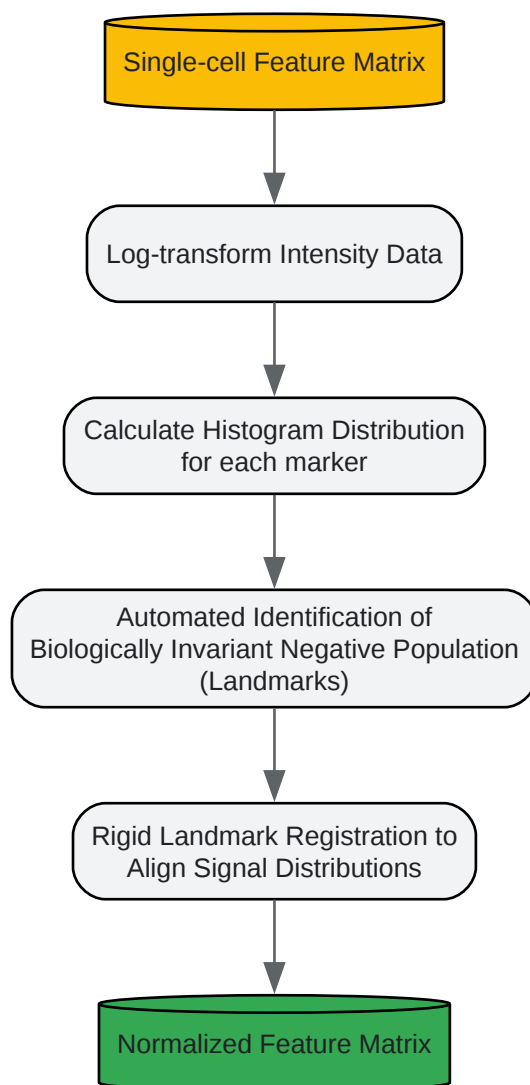 Single-cell Feature Matrix
Log-transform Intensity Data
Calculate Histogram Distribution
for each marker
Automated Identification of
Biologically Invariant Negative Population
(Landmarks)
Rigid Landmark Registration to
Align Signal Distributions
Normalized Feature Matrix